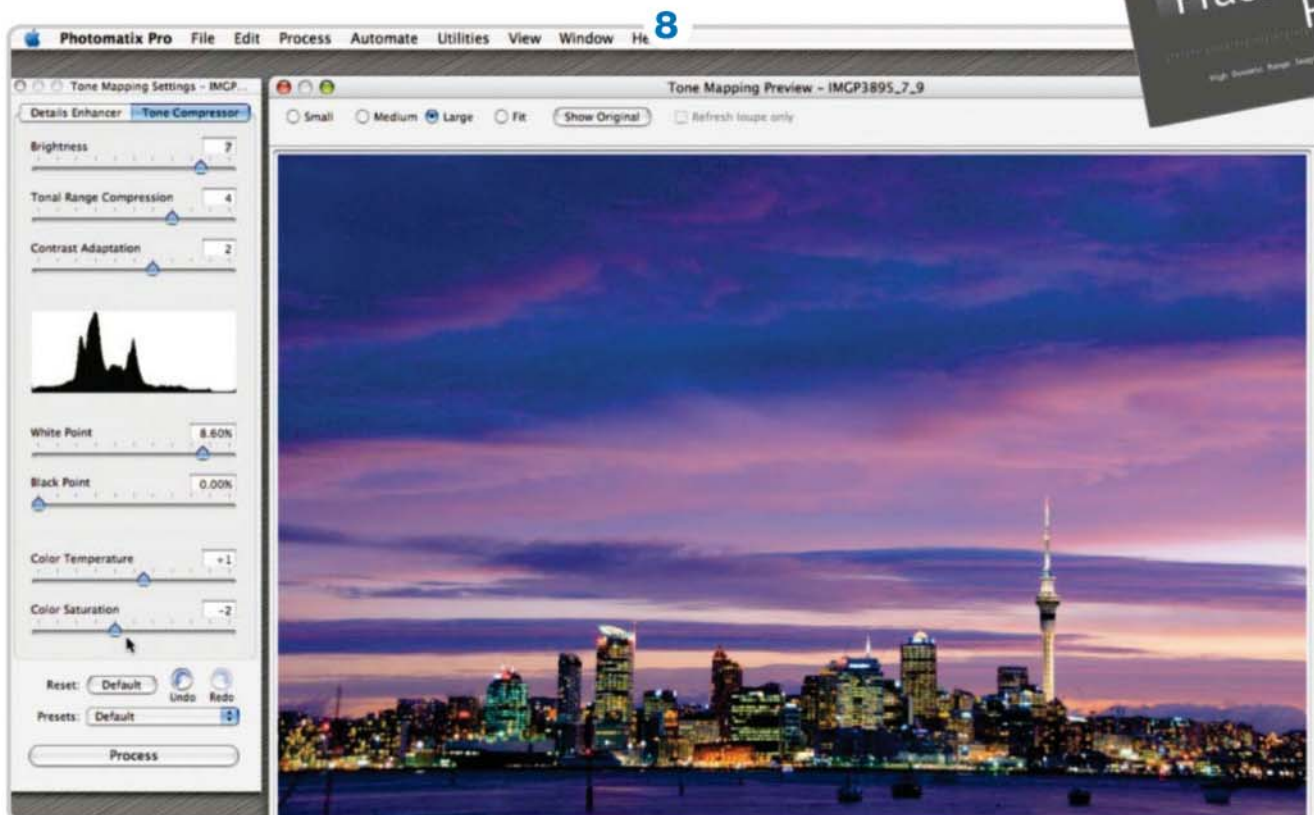 8
Photomatix Pro File Edit Process Automate Utilities View Window He
Tone Mapping Settings - IMGP...
Details Enhancer Tone Compressor
Brightness 7
Tonal Range Compression 4
Contrast Adaptation 2
White Point 8.60%
Black Point 0.00%
Color Temperature +1
Color Saturation -2
Reset: Default Undo Redo
Presets: Default
Process
Tone Mapping Preview - IMGP3895_7_9
Small Medium Large Fit Show Original Refresh loupe only
High Dynamic Range